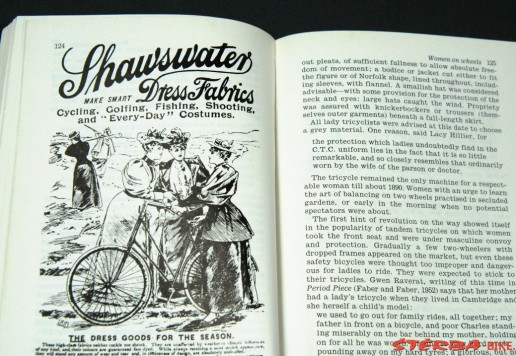 124
Shawswater
MAKE SMART Dress Fabrics
Cycling, Golfing, Fishing, Shooting,
and "Every-Day" Costumes.
THE DRESS GOODS FOR THE SEASON.
Women on wheels 125
out pleats, of sufficient fullness to allow absolute free-
dom of movement; a bodice or jacket cut either to fit
the figure or of Norfolk shape, lined throughout, includ-
ing sleeves, with flannel. A smallish hat was considered
advisable—with some provision for the protection of the
neck and eyes: large hats caught the wind. Propriety
was assured with knickerbockers or trousers (them-
selves outer garments) beneath a full-length skirt.
All lady tricyclists were advised at this date to choose
a grey material. One reason, said Lacy Hillier, for
the protection which ladies undoubtedly find in the
C.T.C. uniform lies in the fact that it is so little
remarkable, and so closely resembles that ordinarily
worn by the wife of the parson or doctor.
The tricycle remained the only machine for a respect-
able woman till about 1890. Women with an urge to learn
the art of balancing on two wheels practised in secluded
gardens, or early in the morning when no potential
spectators were about.
The first hint of revolution on the way showed itself
in the popularity of tandem tricycles on which women
took the front seat and were under masculine convoy
and protection. Gradually a few two-wheelers with
dropped frames appeared on the market, but even these
safety bicycles were thought too improper and danger-
ous for ladies to ride. They were expected to stick to
their tricycles. Gwen Raverat, writing of this time in
Period Piece (Faber and Faber, 1952) says that her mother
had a lady's tricycle when they lived in Cambridge and
she herself a child's model:
we used to go out for family rides, all together; my
father in front on a bicycle, and poor Charles stand-
ing miserably on the bar behind my mother, holding
on for all he was
pounding away on my hard tyres; a glorious, but
STERBA BIKE